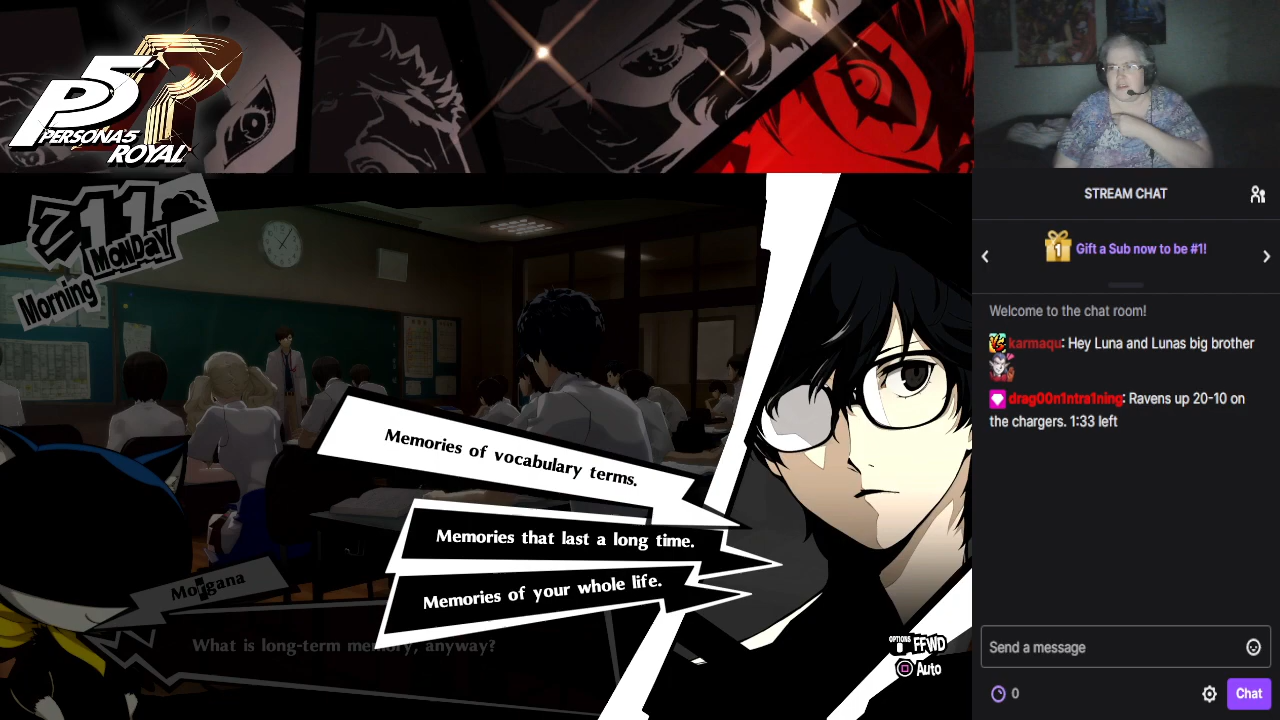 P5R
PERSONA5
ROYAL
7 11
MONDAY
Morning
Memories of vocabulary terms.
Memories that last a long time.
Memories of your whole life.
Morgana
What is long-term memory, anyway?
OPTIONS
FFWD
Auto
STREAM CHAT
1
Gift a Sub now to be #1!
Welcome to the chat room!
karmaqu: Hey Luna and Lunas big brother
drag00n1ntra1ning: Ravens up 20-10 on
the chargers. 1:33 left
Send a message
0
Chat